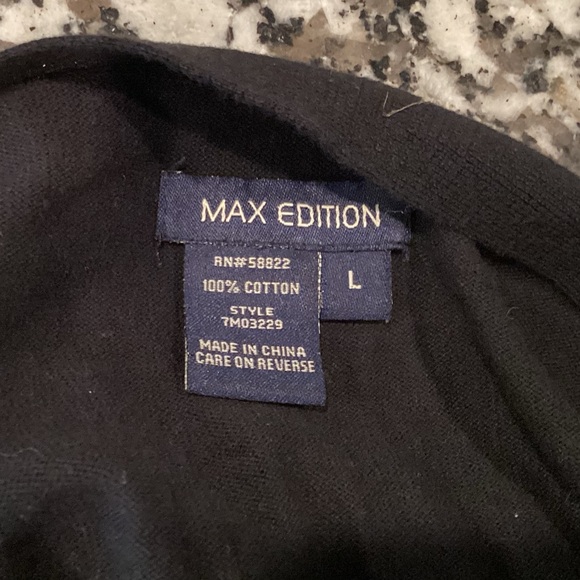 MAX EDITION
RN#58822
100% COTTON
STYLE
7M03229
MADE IN CHINA
CARE ON REVERSE
L